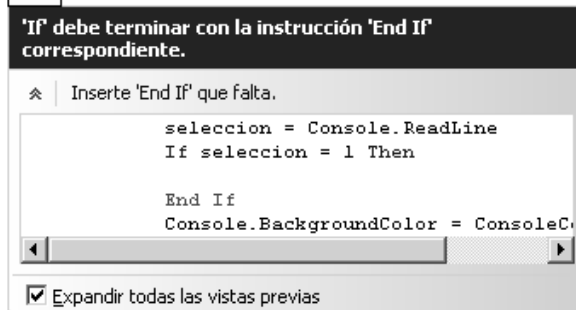 'If' debe terminar con la instrucción 'End If'
correspondiente.
Inserte 'End If' que falta.
seleccion = Console.ReadLine
If seleccion = 1 Then
End If
Console.BackgroundColor = ConsoleC
Expandir todas las vistas previas